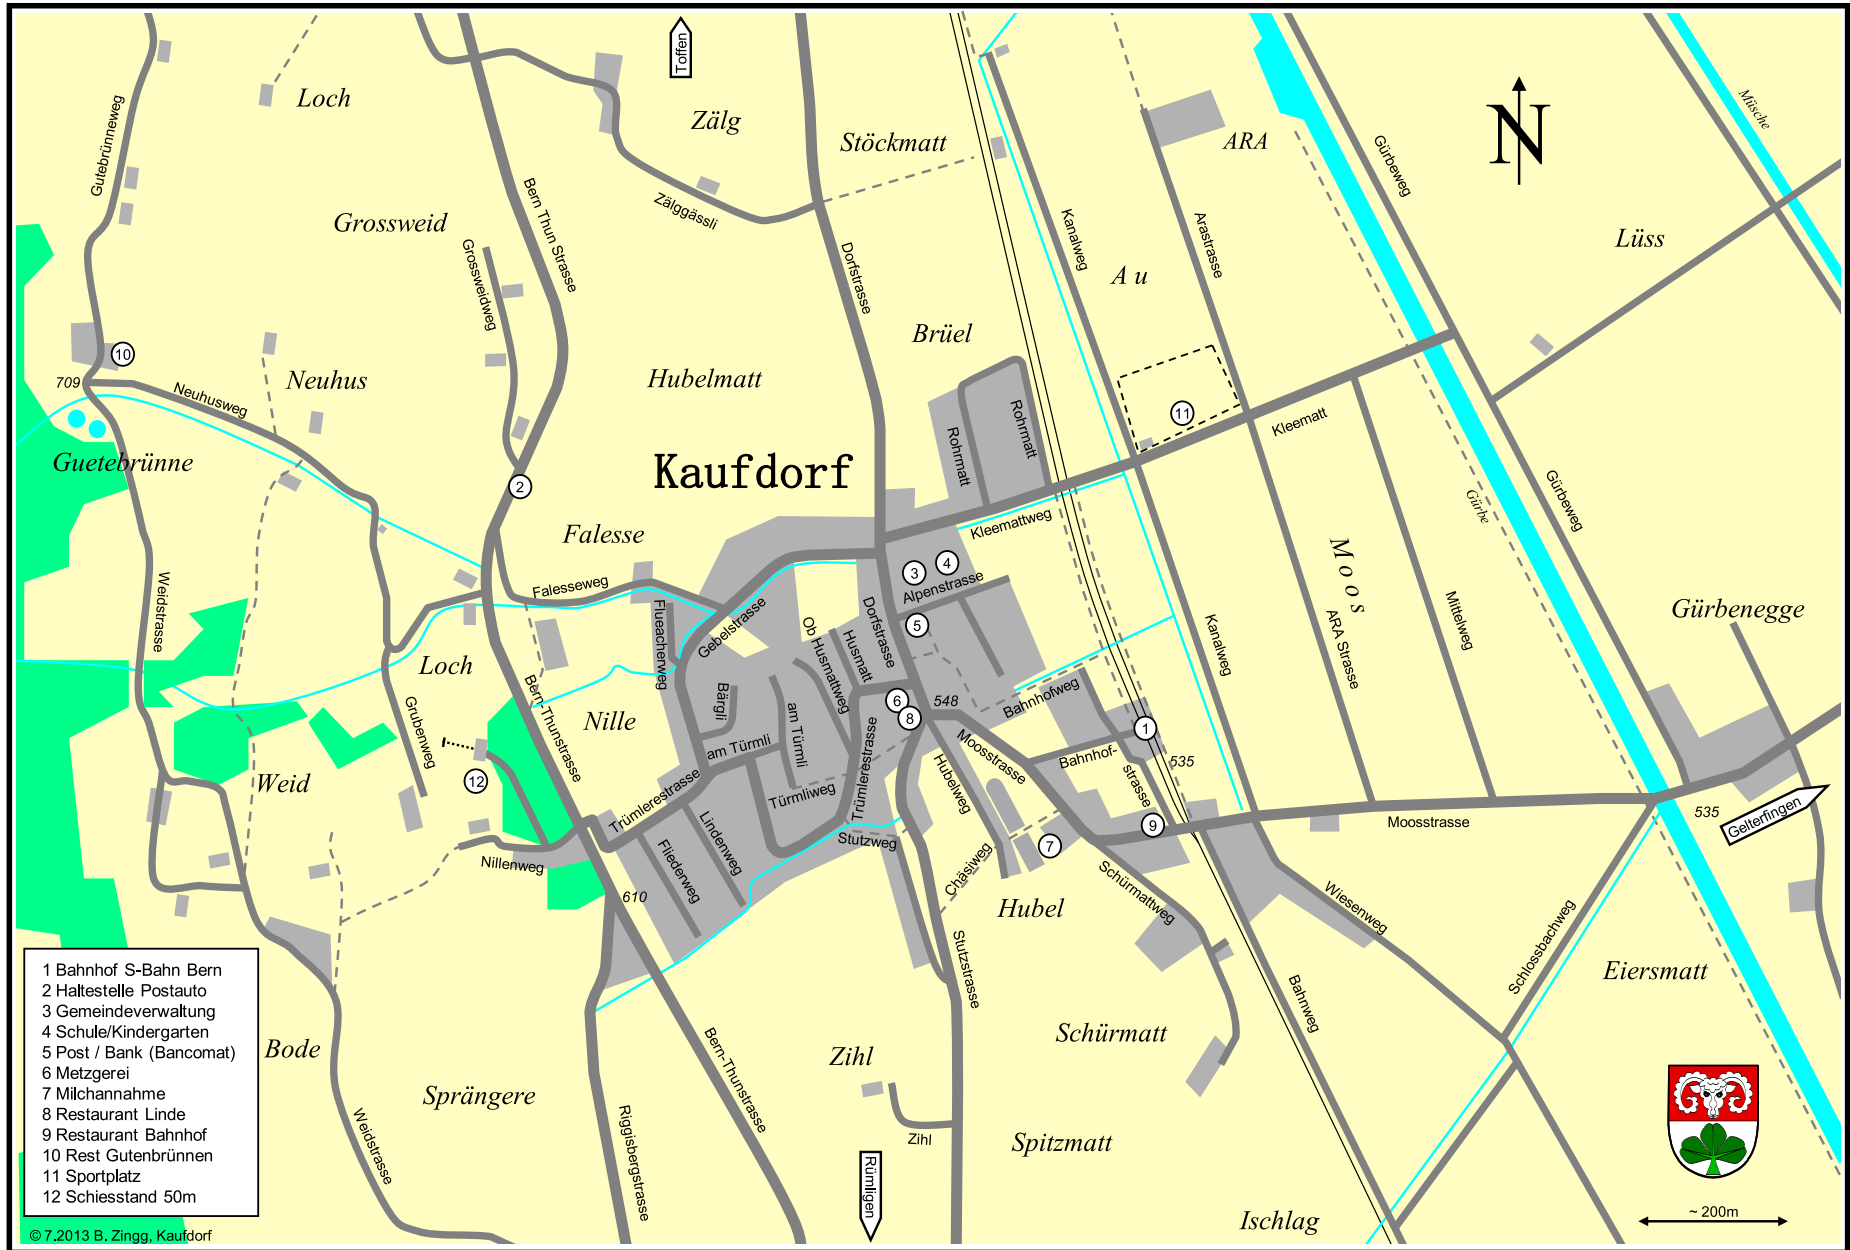 Toffen
Loch
Zälg
Stöckmatt
ARA
N
Müsche
Gutebrünneweg
Bern Thun Strasse
Zälggässli
Gürbeweg
Grossweid
Grossweidweg
Dorfstrasse
Kanalweg
Arastrasse
A u
Lüss
Brüel
10
709
Neuhusweg
Neuhus
Hubelmatt
Rohrmatt
Rohrmatt
11
Kleematt
Guetebrünne
Kaufdorf
2
Gürbe
Gürbeweg
Falesse
Kleemattweg
Moos
Weidstrasse
Falesseweg
3
4
Alpenstrasse
5
Flueacherweg
Gebelstrasse
Ob Husmattweg
Husmatt
Dorfstrasse
Kanalweg
ARA Strasse
Mittelweg
Gürbenegge
Loch
Bern-Thunstrasse
Nille
Bärgli
am Türmli
am Türmli
6
8
548
Bahnhofweg
1
Grubenweg
12
Weid
Trümlerestrasse
Türmliweg
Trümlerestrasse
Hubelweg
Moosstrasse
Bahnhof-
strasse
535
9
Moosstrasse
535
Gelterfingen
Nillenweg
Lindenweg
Fliederweg
Stutzweg
Chäsiweg
7
Schürmattweg
Wiesenweg
610
Hubel
Stutzstrasse
Schlossbachweg
Eiersmatt
Bahnweg
1 Bahnhof S-Bahn Bern
2 Haltestelle Postauto
3 Gemeindeverwaltung
4 Schule/Kindergarten
5 Post / Bank (Bancomat)
6 Metzgerei
7 Milchannahme
8 Restaurant Linde
9 Restaurant Bahnhof
10 Rest Gutenbrünnen
11 Sportplatz
12 Schiesstand 50m
Bode
Weidstrasse
Sprängere
Riggisbergstrasse
Bern-Thunstrasse
Zihl
Zihl
Rümligen
Schürmatt
Spitzmatt
Ischlag
~ 200m
© 7.2013 B. Zingg, Kaufdorf